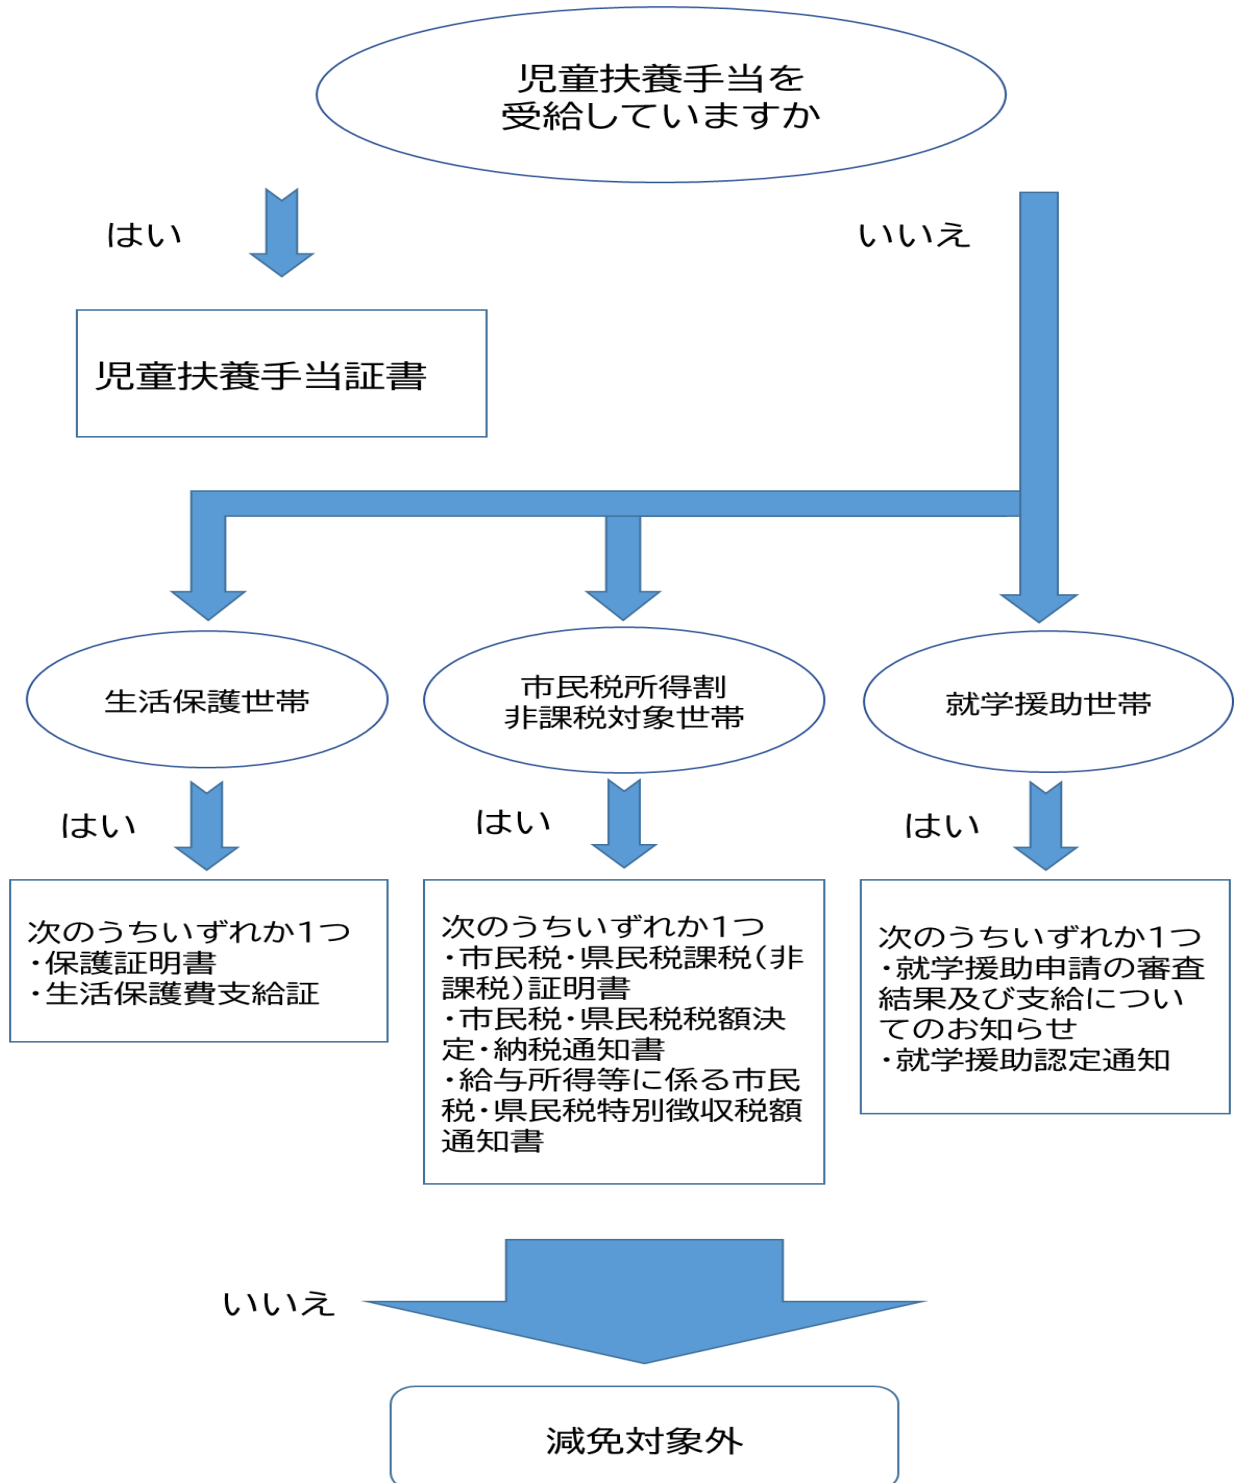 児童扶養手当を
受給していますか
はい
いいえ
児童扶養手当証書
生活保護世帯
市民税所得割
非課税対象世帯
就学援助世帯
はい
はい
はい
次のうちいずれか1つ
・保護証明書
・生活保護費支給証
次のうちいずれか1つ
・市民税・県民税課税(非
課税)証明書
・市民税・県民税税額決
定・納税通知書
・給与所得等に係る市民
税・県民税特別徴収税額
通知書
次のうちいずれか1つ
・就学援助申請の審査
結果及び支給につい
てのお知らせ
・就学援助認定通知
いいえ
減免対象外